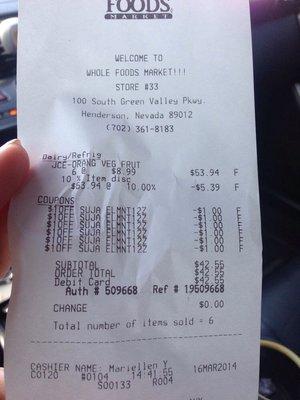 FOODS
MARKET
WELCOME TO
WHOLE FOODS MARKET!!!
STORE #33
100 South Green Valley Pkwy.
Henderson, Nevada 89012
(702) 361-8183
Dairy/Refrig
JCE-ORANG VEG FRUT
6 @ $8.99 $53.94 F
10 % Item disc
$53.94 @ 10.00% -$5.39 F
COUPONS
$1OFF SUJA ELMNT12Z -$1.00 F
$1OFF SUJA ELMNT12Z -$1.00 F
$1OFF SUJA ELMNT12Z -$1.00 F
$1OFF SUJA ELMNT12Z -$1.00 F
$1OFF SUJA ELMNT12Z -$1.00 F
$1OFF SUJA ELMNT12Z -$1.00 F
SUBTOTAL $42.55
ORDER TOTAL $42.55
Debit Card $42.55
Auth # 509668 Ref # 19509668
CHANGE $0.00
Total number of items sold = 6
CASHIER NAME: Mariellen Y. 16MAR2014
C0120 #0104 14:41:55 R004
S00133